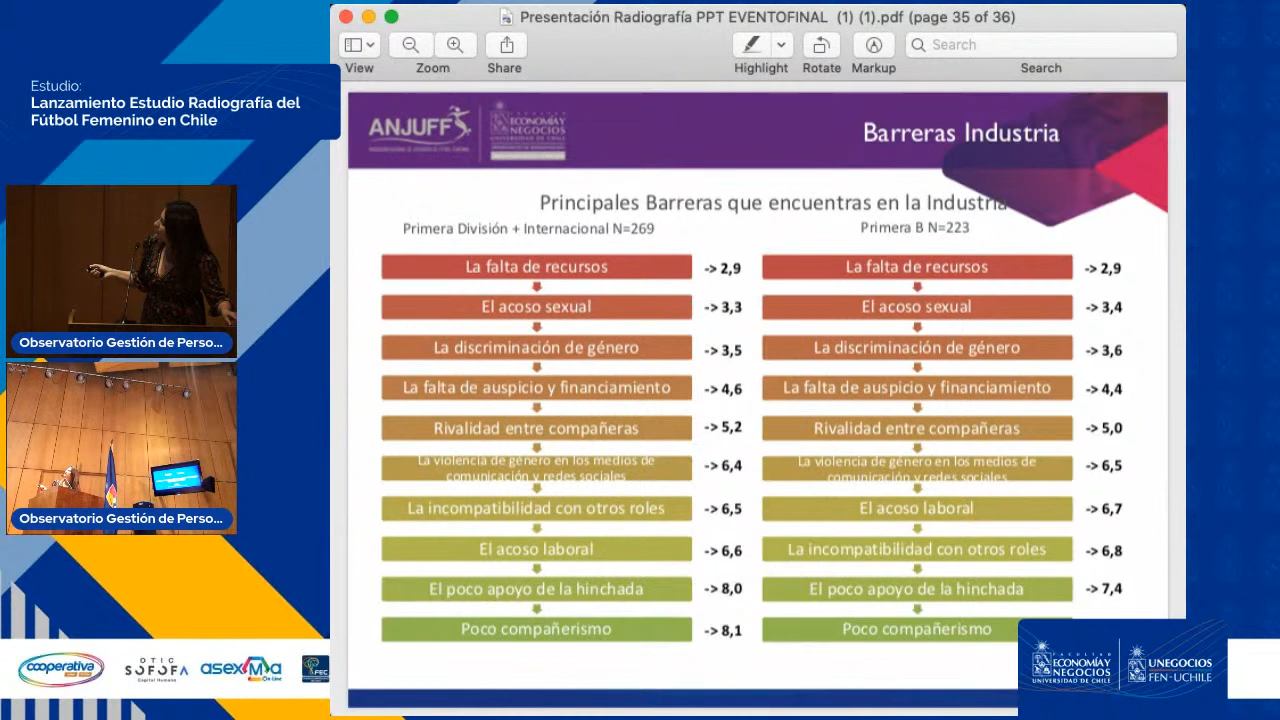 Presentación Radiografía PPT EVENTOFINAL (1) (1).pdf (page 35 of 36)
View
Zoom
Share
Highlight
Rotate
Markup
Search
Search
Estudio:
Lanzamiento Estudio Radiografía del
Fútbol Femenino en Chile
ANJUFF
ECONOMÍA Y
NEGOCIOS
UNIVERSIDAD DE CHILE
Barreras Industria
Principales Barreras que encuentras en la Industria
Primera División + Internacional N=269
La falta de recursos -> 2,9
El acoso sexual -> 3,3
La discriminación de género -> 3,5
La falta de auspicio y financiamiento -> 4,6
Rivalidad entre compañeras -> 5,2
La violencia de género en los medios de
comunicación y redes sociales -> 6,4
La incompatibilidad con otros roles -> 6,5
El acoso laboral -> 6,6
El poco apoyo de la hinchada -> 8,0
Poco compañerismo -> 8,1
Primera B N=223
La falta de recursos -> 2,9
El acoso sexual -> 3,4
La discriminación de género -> 3,6
La falta de auspicio y financiamiento -> 4,4
Rivalidad entre compañeras -> 5,0
La violencia de género en los medios de
comunicación y redes sociales -> 6,5
El acoso laboral -> 6,7
La incompatibilidad con otros roles -> 6,8
El poco apoyo de la hinchada -> 7,4
Poco compañerismo
Observatorio Gestión de Perso...
Observatorio Gestión de Perso...
cooperativa
OTIC
SOFOFA
Capital Humano
asexMa
On Line
FEC
FACULTAD
ECONOMÍA Y
NEGOCIOS
UNIVERSIDAD DE CHILE
UNEGOCIOS
FEN-UCHILE